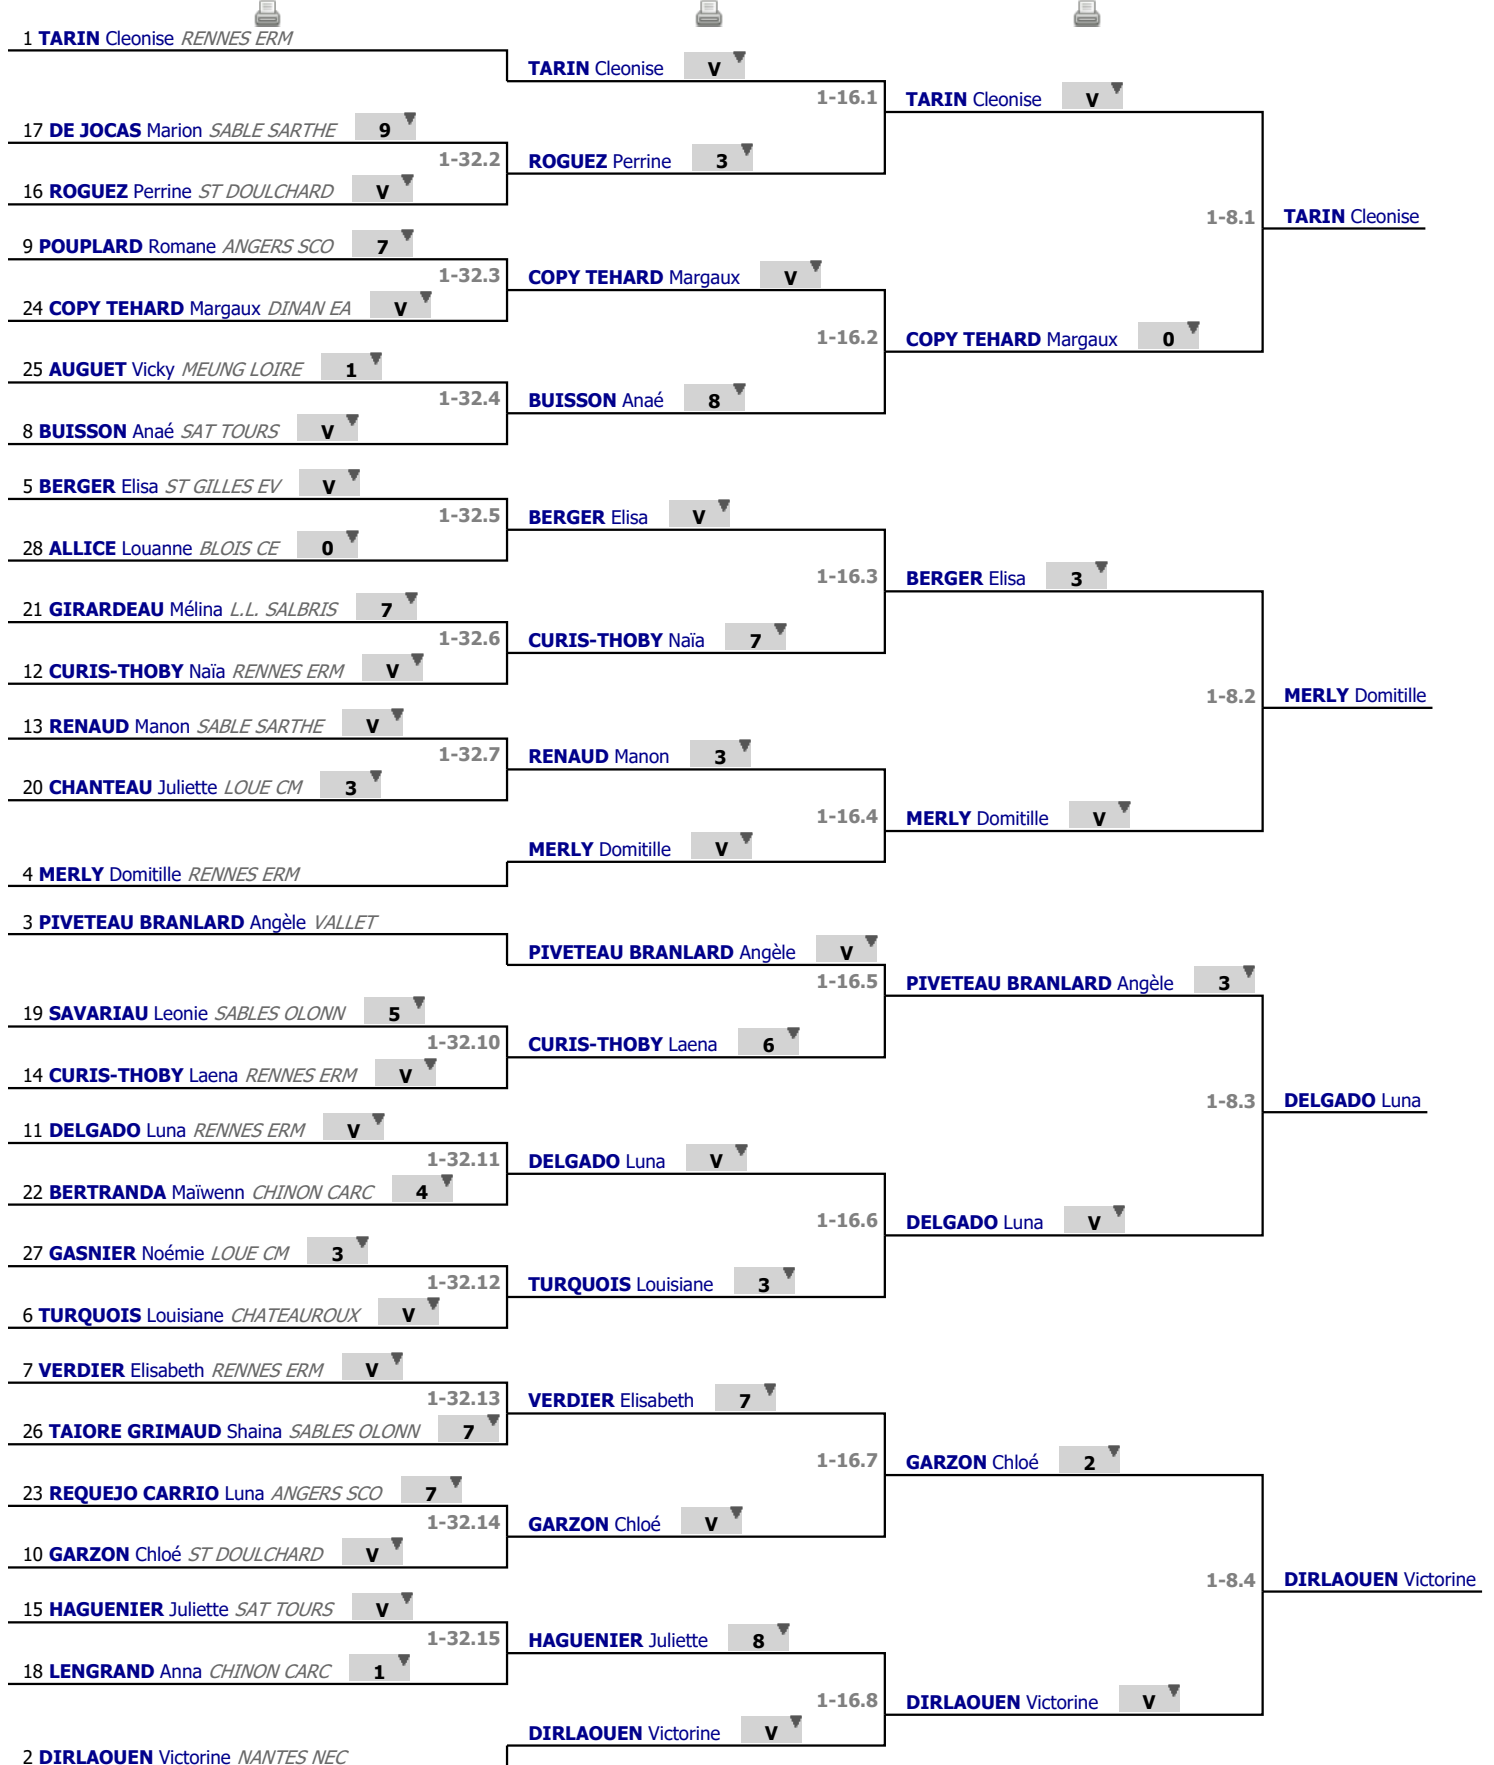 1 TARIN Cleonise RENNES ERM
17 DE JOCAS Marion SABLE SARTHE 9
1-32.2
16 ROGUEZ Perrine ST DOULCHARD V
9 POUPLARD Romane ANGERS SCO 7
1-32.3
24 COPY TEHARD Margaux DINAN EA V
25 AUGUET Vicky MEUNG LOIRE 1
1-32.4
8 BUISSON Anaé SAT TOURS V
5 BERGER Elisa ST GILLES EV V
1-32.5
28 ALLICE Louanne BLOIS CE 0
21 GIRARDEAU Mélina L.L. SALBRIS 7
1-32.6
12 CURIS-THOBY Naïa RENNES ERM V
13 RENAUD Manon SABLE SARTHE V
1-32.7
20 CHANTEAU Juliette LOUE CM 3
4 MERLY Domitille RENNES ERM
3 PIVETEAU BRANLARD Angèle VALLET
19 SAVARIAU Leonie SABLES OLONN 5
1-32.10
14 CURIS-THOBY Laena RENNES ERM V
11 DELGADO Luna RENNES ERM V
1-32.11
22 BERTRANDA Maïwenn CHINON CARC 4
27 GASNIER Noémie LOUE CM 3
1-32.12
6 TURQUOIS Louisiane CHATEAUROUX V
7 VERDIER Elisabeth RENNES ERM V
1-32.13
26 TAIORE GRIMAUD Shaina SABLES OLONN 7
23 REQUEJO CARRIO Luna ANGERS SCO 7
1-32.14
10 GARZON Chloé ST DOULCHARD V
15 HAGUENIER Juliette SAT TOURS V
1-32.15
18 LENGRAND Anna CHINON CARC 1
2 DIRLAOUEN Victorine NANTES NEC
TARIN Cleonise V
1-16.1
ROGUEZ Perrine 3
COPY TEHARD Margaux V
1-16.2
BUISSON Anaé 8
BERGER Elisa V
1-16.3
CURIS-THOBY Naïa 7
RENAUD Manon 3
1-16.4
MERLY Domitille V
PIVETEAU BRANLARD Angèle V
1-16.5
CURIS-THOBY Laena 6
DELGADO Luna V
1-16.6
TURQUOIS Louisiane 3
VERDIER Elisabeth 7
1-16.7
GARZON Chloé V
HAGUENIER Juliette 8
1-16.8
DIRLAOUEN Victorine V
TARIN Cleonise V
1-8.1
COPY TEHARD Margaux 0
BERGER Elisa 3
1-8.2
MERLY Domitille V
PIVETEAU BRANLARD Angèle 3
1-8.3
DELGADO Luna V
GARZON Chloé 2
1-8.4
DIRLAOUEN Victorine V
TARIN Cleonise
MERLY Domitille
DELGADO Luna
DIRLAOUEN Victorine